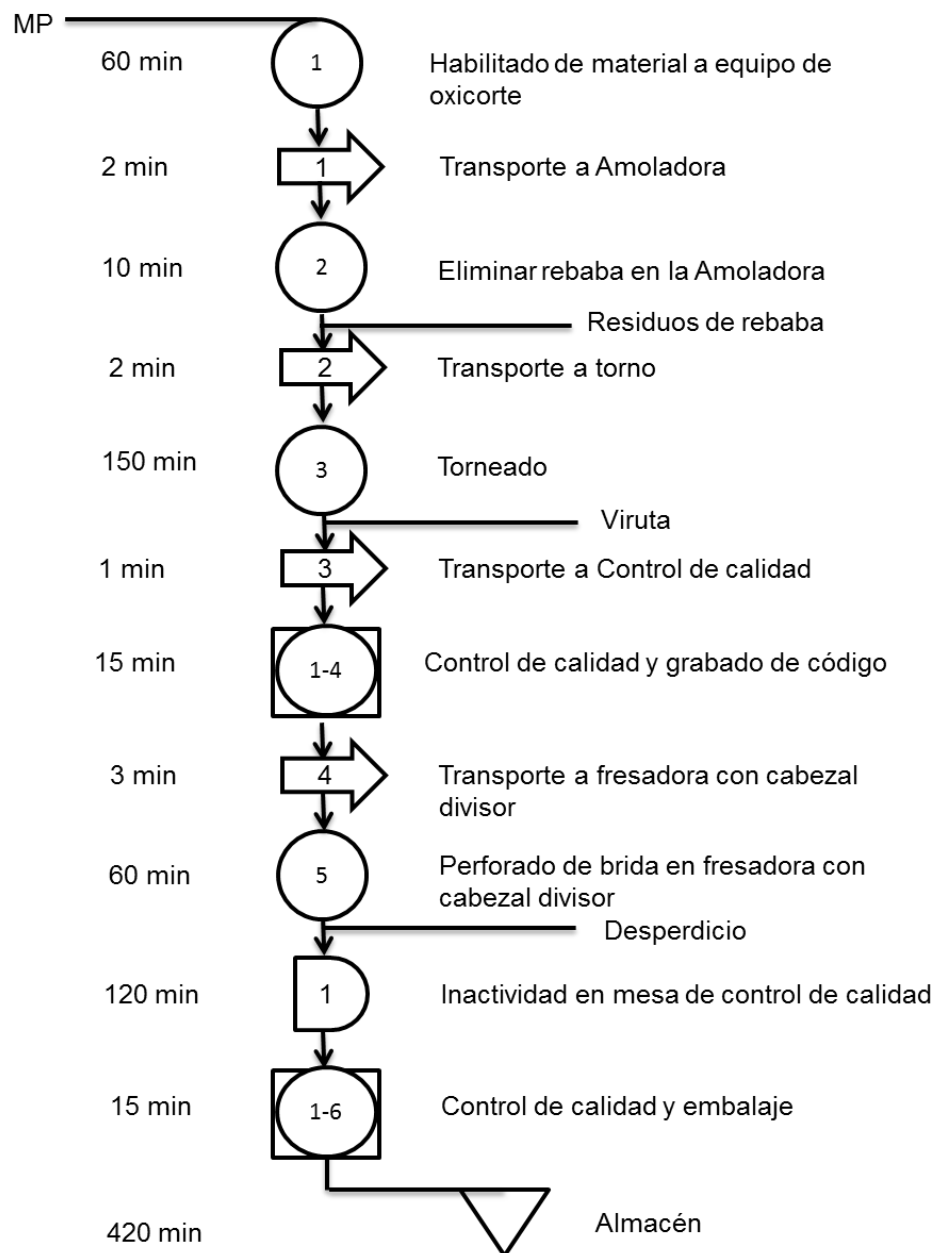 MP
60 min
1
Habilitado de material a equipo de
oxicorte
2 min
1
Transporte a Amoladora
10 min
2
Eliminar rebaba en la Amoladora
Residuos de rebaba
2 min
2
Transporte a torno
150 min
3
Torneado
Viruta
1 min
3
Transporte a Control de calidad
15 min
1-4
Control de calidad y grabado de código
3 min
4
Transporte a fresadora con cabezal
divisor
60 min
5
Perforado de brida en fresadora con
cabezal divisor
Desperdicio
120 min
1
Inactividad en mesa de control de calidad
15 min
1-6
Control de calidad y embalaje
Almacén
420 min